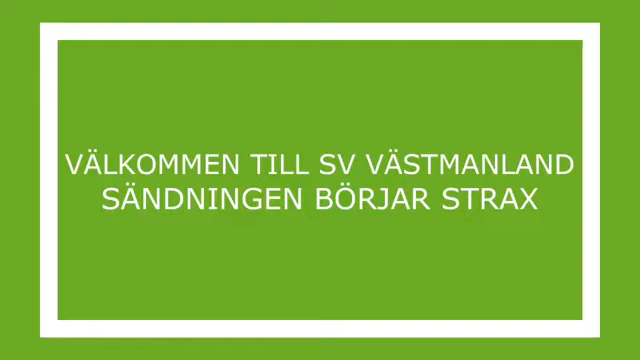 VÄLKOMMEN TILL SV VÄSTMANLAND
SÄNDNINGEN BÖRJAR STRAX